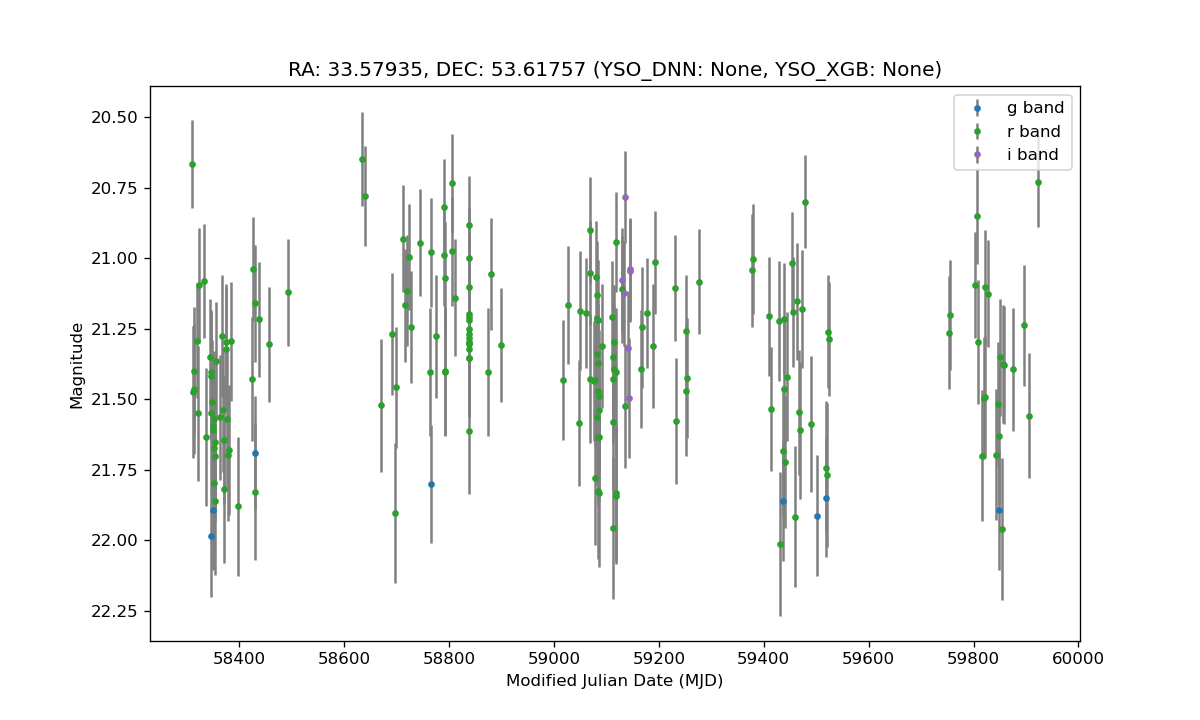 RA: 33.57935, DEC: 53.61757 (YSO_DNN: None, YSO_XGB: None)
g band
r band
i band
20.50
20.75
21.00
21.25
21.50
21.75
22.00
22.25
Magnitude
58400 58600 58800 59000 59200 59400 59600 59800 60000
Modified Julian Date (MJD)